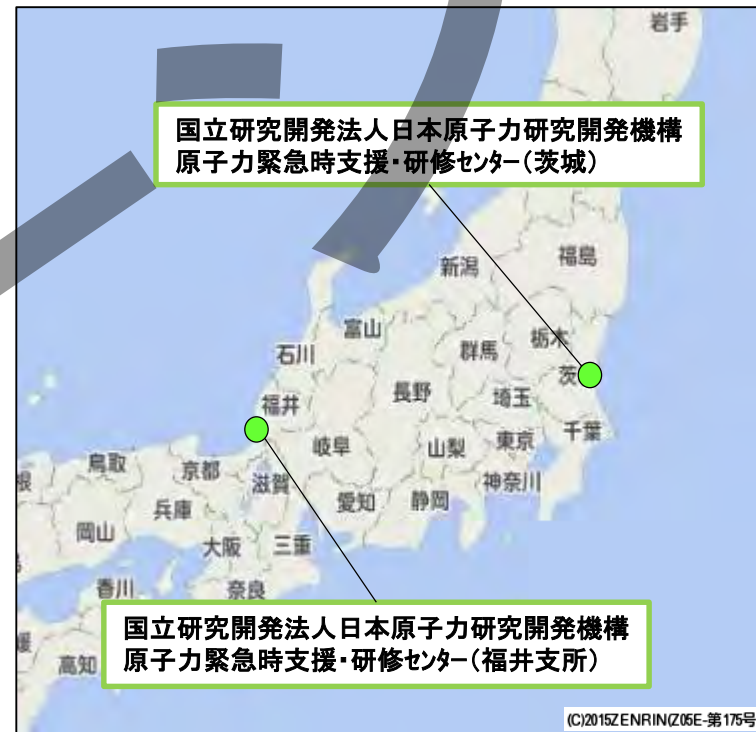 岩手
国立研究開発法人日本原子力研究開発機構
原子力緊急時支援・研修センター(茨城)
新潟
福島
富山
石川
群馬
栃木
茨
長野
埼玉
福井
岐阜
山梨
東京
千葉
鳥取
京都
滋賀
神奈川
根
兵庫
愛知
静岡
岡山
大阪
三重
香川
奈良
国立研究開発法人日本原子力研究開発機構
原子力緊急時支援・研修センター(福井支所)
媛
高知
(C)2015ZENRIN(Z05E-第175号